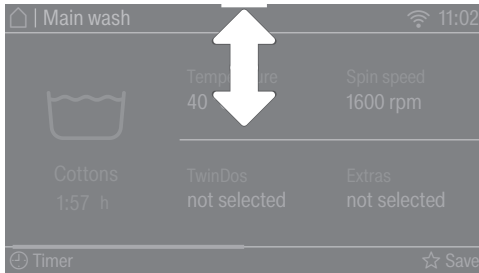 | Main wash 11:02
Temperature Spin speed
40 1600 rpm
Cottons TwinDos Extras
1:57 h not selected not selected
Timer Save